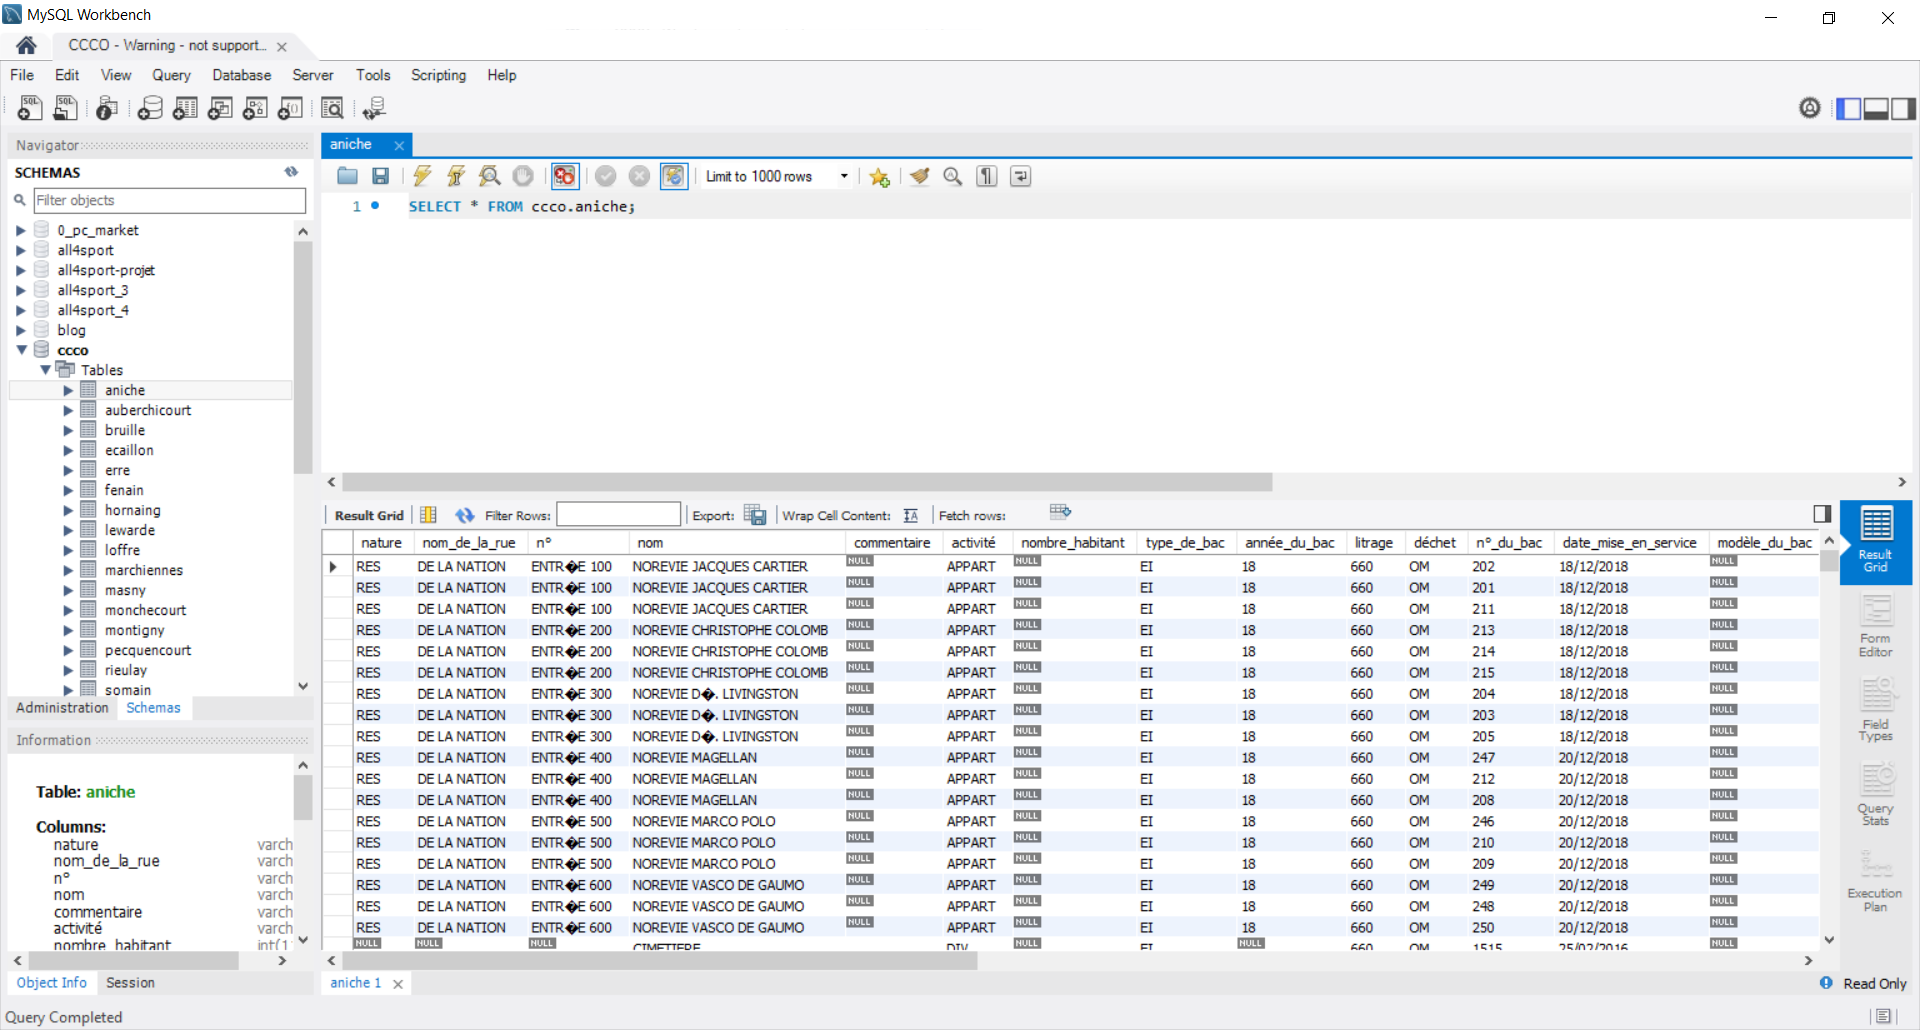 MySQL Workbench
CCCO - Warning - not support...
File Edit View Query Database Server Tools Scripting Help
Navigator
SCHEMAS
Filter objects
0_pc_market
all4sport
all4sport-projet
all4sport_3
all4sport_4
blog
ccco
Tables
aniche
auberchicourt
bruille
ecaillon
erre
fenain
hornaing
lewarde
loffre
marchiennes
masny
monchecourt
montigny
pecquencourt
rieulay
somain
Administration Schemas
Information
Table: aniche
Columns:
nature varch
nom_de_la_rue varch
n° varch
nom varch
commentaire varch
activité varch
nombre_habitant int(1
Object Info Session
Query Completed
aniche
Limit to 1000 rows
1 SELECT * FROM ccco.aniche;
Result Grid Filter Rows: Export: Wrap Cell Content: Fetch rows:
nature nom_de_la_rue n° nom commentaire activité nombre_habitant type_de_bac année_du_bac litrage déchet n°_du_bac date_mise_en_service modèle_du_bac
RES DE LA NATION ENTR�E 100 NOREVIE JACQUES CARTIER NULL APPART NULL EI 18 660 OM 202 18/12/2018 NULL
RES DE LA NATION ENTR�E 100 NOREVIE JACQUES CARTIER NULL APPART NULL EI 18 660 OM 201 18/12/2018 NULL
RES DE LA NATION ENTR�E 100 NOREVIE JACQUES CARTIER NULL APPART NULL EI 18 660 OM 211 18/12/2018 NULL
RES DE LA NATION ENTR�E 200 NOREVIE CHRISTOPHE COLOMB NULL APPART NULL EI 18 660 OM 213 18/12/2018 NULL
RES DE LA NATION ENTR�E 200 NOREVIE CHRISTOPHE COLOMB NULL APPART NULL EI 18 660 OM 214 18/12/2018 NULL
RES DE LA NATION ENTR�E 200 NOREVIE CHRISTOPHE COLOMB NULL APPART NULL EI 18 660 OM 215 18/12/2018 NULL
RES DE LA NATION ENTR�E 300 NOREVIE D�. LIVINGSTON NULL APPART NULL EI 18 660 OM 204 18/12/2018 NULL
RES DE LA NATION ENTR�E 300 NOREVIE D�. LIVINGSTON NULL APPART NULL EI 18 660 OM 203 18/12/2018 NULL
RES DE LA NATION ENTR�E 300 NOREVIE D�. LIVINGSTON NULL APPART NULL EI 18 660 OM 205 18/12/2018 NULL
RES DE LA NATION ENTR�E 400 NOREVIE MAGELLAN NULL APPART NULL EI 18 660 OM 247 20/12/2018 NULL
RES DE LA NATION ENTR�E 400 NOREVIE MAGELLAN NULL APPART NULL EI 18 660 OM 212 20/12/2018 NULL
RES DE LA NATION ENTR�E 400 NOREVIE MAGELLAN NULL APPART NULL EI 18 660 OM 208 20/12/2018 NULL
RES DE LA NATION ENTR�E 500 NOREVIE MARCO POLO NULL APPART NULL EI 18 660 OM 246 20/12/2018 NULL
RES DE LA NATION ENTR�E 500 NOREVIE MARCO POLO NULL APPART NULL EI 18 660 OM 210 20/12/2018 NULL
RES DE LA NATION ENTR�E 500 NOREVIE MARCO POLO NULL APPART NULL EI 18 660 OM 209 20/12/2018 NULL
RES DE LA NATION ENTR�E 600 NOREVIE VASCO DE GAUMO NULL APPART NULL EI 18 660 OM 249 20/12/2018 NULL
RES DE LA NATION ENTR�E 600 NOREVIE VASCO DE GAUMO NULL APPART NULL EI 18 660 OM 248 20/12/2018 NULL
RES DE LA NATION ENTR�E 600 NOREVIE VASCO DE GAUMO NULL APPART NULL EI 18 660 OM 250 20/12/2018 NULL
NULL NULL NULL CIMETIERE DIV NULL EI NULL 660 OM 1515 25/02/2016 NULL
Result Grid
Form Editor
Field Types
Query Stats
Execution Plan
aniche 1
Read Only